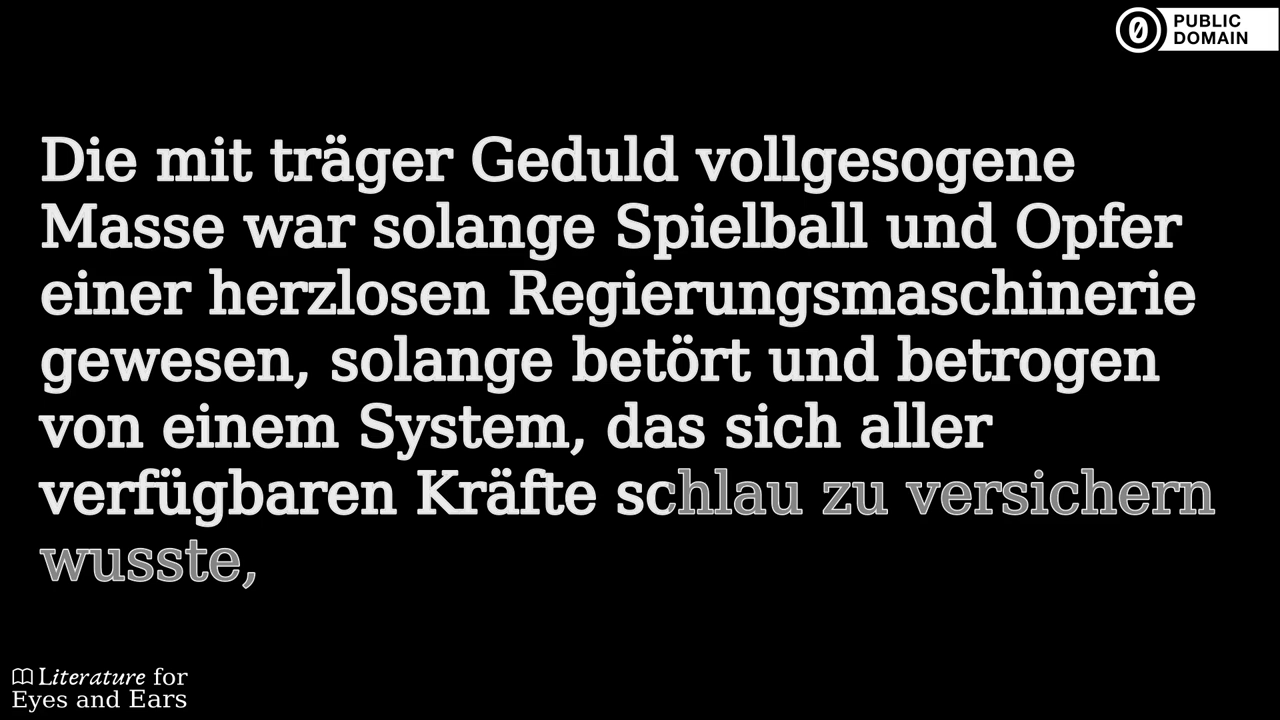 PUBLIC
DOMAIN
Die mit träger Geduld vollgesogene
Masse war solange Spielball und Opfer
einer herzlosen Regierungsmaschinerie
gewesen, solange betört und betrogen
von einem System, das sich aller
verfügbaren Kräfte schlau zu versichern
wusste,
Literature for
Eyes and Ears